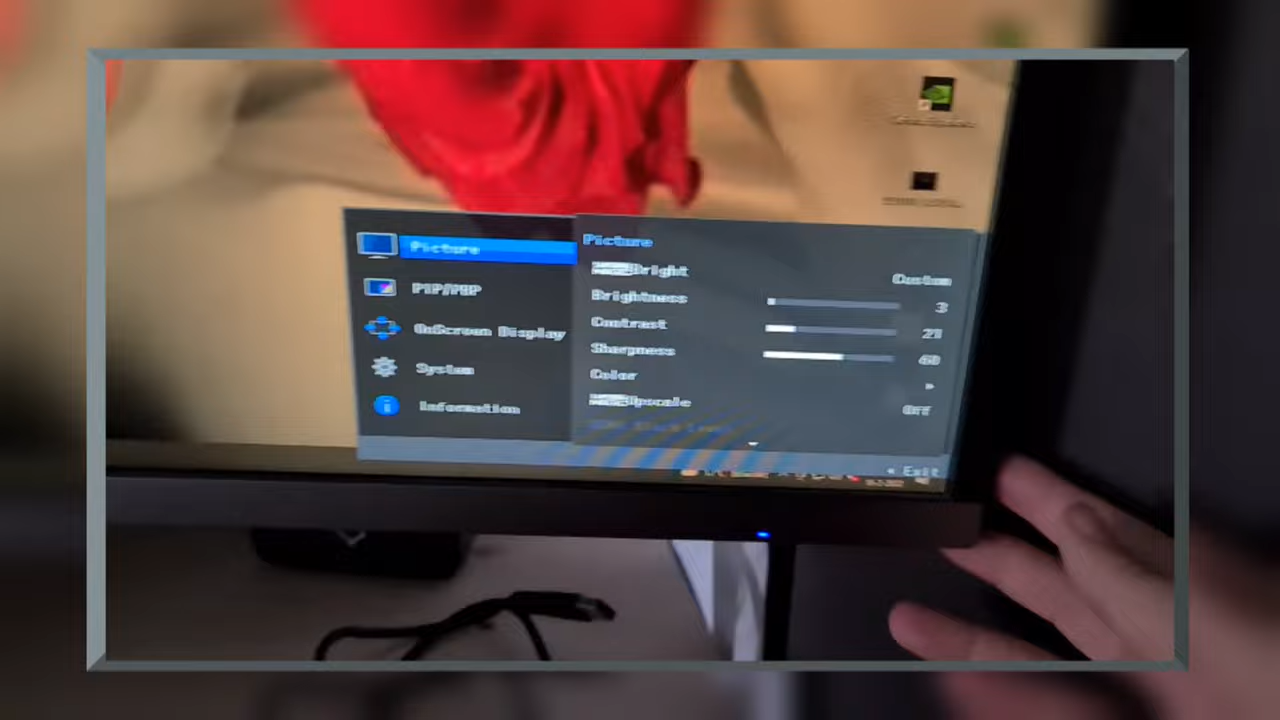 Picture
PIP/PBP
OnScreen Display
System
Information
Picture
Bright Custom
Brightness 3
Contrast 21
Sharpness 60
Color
Upscale Off
Exit